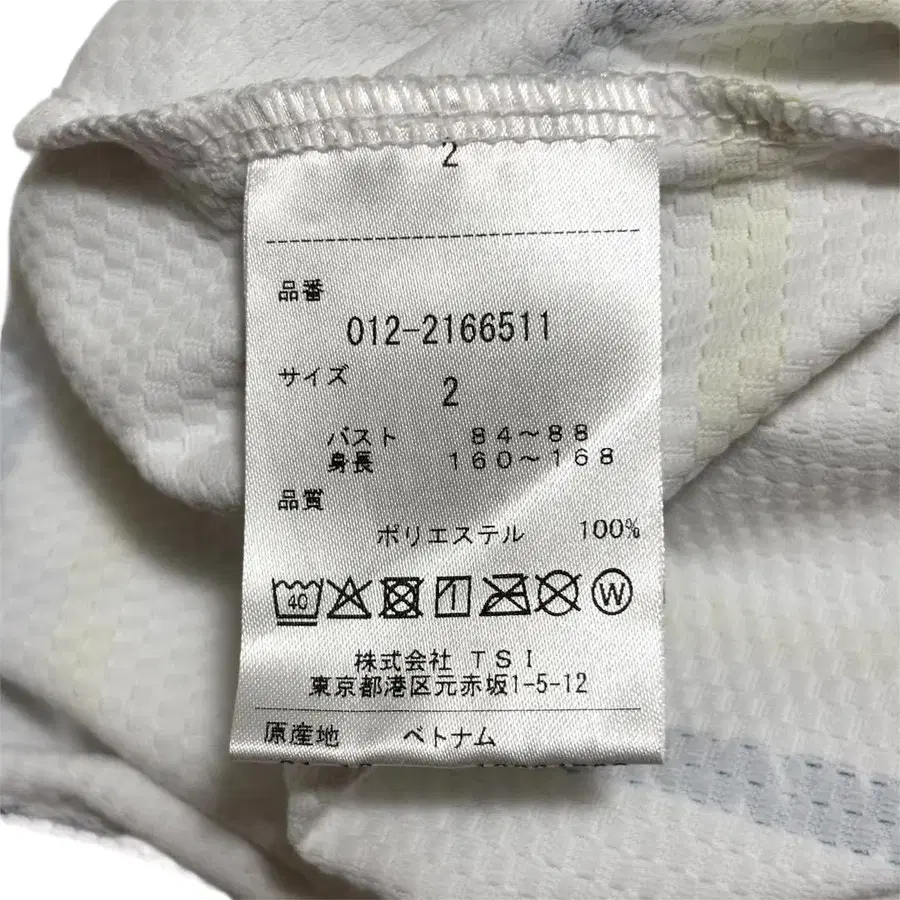 2
品番
012-2166511
サイズ
2
バスト 84～88
身長 160～168
品質
ポリエステル 100%
40 W
株式会社 TSI
東京都港区元赤坂1-5-12
原産地 ベトナム